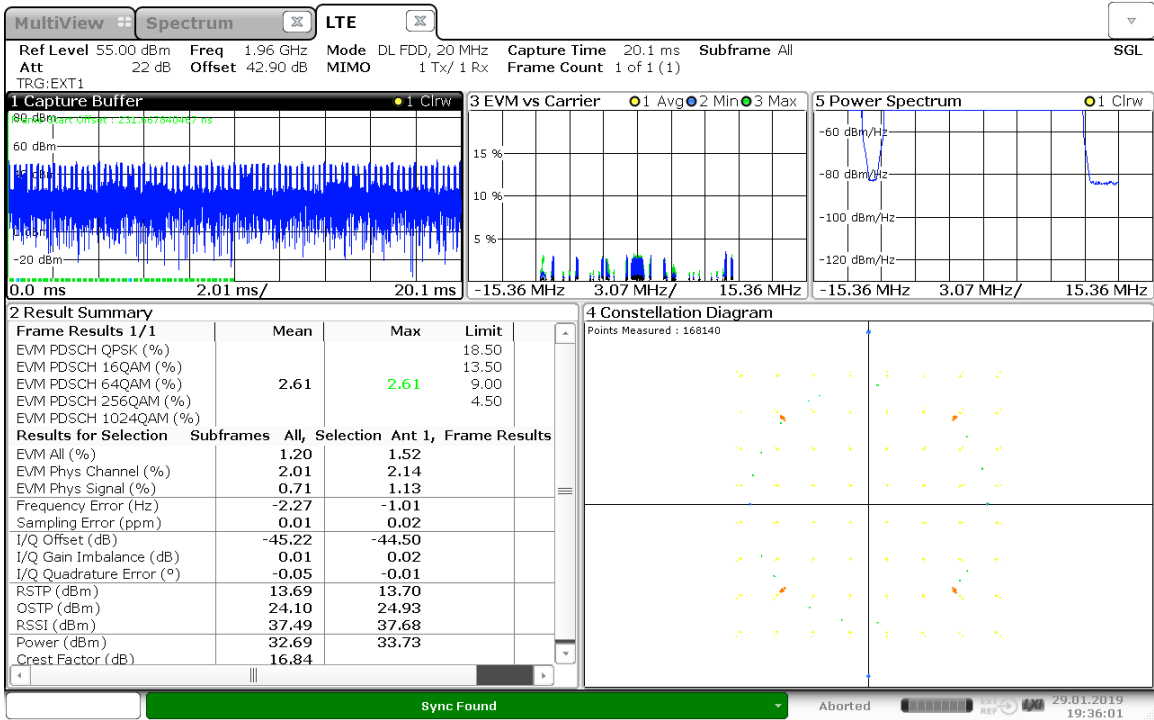 MultiView Spectrum LTE
Ref Level 55.00 dBm Freq 1.96 GHz Mode DL FDD, 20 MHz Capture Time 20.1 ms Subframe All SGL
Att 22 dB Offset 42.90 dB MIMO 1 Tx/ 1 Rx Frame Count 1 of 1 (1)
TRG:EXT1
1 Capture Buffer 1 Clrw
80 dBm
Frame Start Offset : 231.667640467 ns
60 dBm
-20 dBm
0.0 ms 2.01 ms/ 20.1 ms
3 EVM vs Carrier 1 Avg 2 Min 3 Max
15 %
10 %
5 %
-15.36 MHz 3.07 MHz/ 15.36 MHz
5 Power Spectrum 1 Clrw
-60 dBm/Hz
-80 dBm/Hz
-100 dBm/Hz
-120 dBm/Hz
-15.36 MHz 3.07 MHz/ 15.36 MHz
2 Result Summary
Frame Results 1/1 Mean Max Limit
EVM PDSCH QPSK (%) 18.50
EVM PDSCH 16QAM (%) 13.50
EVM PDSCH 64QAM (%) 2.61 2.61 9.00
EVM PDSCH 256QAM (%) 4.50
EVM PDSCH 1024QAM (%)
Results for Selection Subframes All, Selection Ant 1, Frame Results
EVM All (%) 1.20 1.52
EVM Phys Channel (%) 2.01 2.14
EVM Phys Signal (%) 0.71 1.13
Frequency Error (Hz) -2.27 -1.01
Sampling Error (ppm) 0.01 0.02
I/Q Offset (dB) -45.22 -44.50
I/Q Gain Imbalance (dB) 0.01 0.02
I/Q Quadrature Error (º) -0.05 -0.01
RSTP (dBm) 13.69 13.70
OSTP (dBm) 24.10 24.93
RSSI (dBm) 37.49 37.68
Power (dBm) 32.69 33.73
Crest Factor (dB) 16.84
4 Constellation Diagram
Points Measured : 168140
Sync Found
Aborted
EXT
REF
LXI
29.01.2019
19:36:01